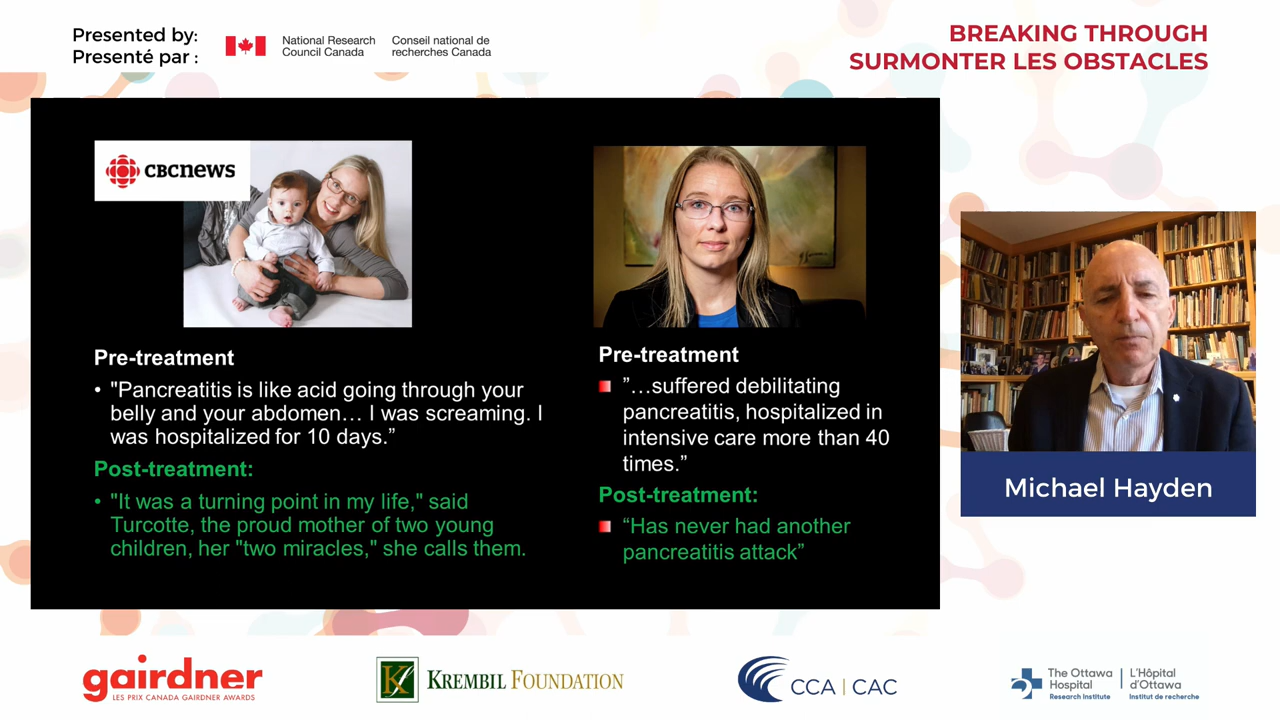 Presented by:
Presenté par :
National Research
Council Canada
Conseil national de
recherches Canada
BREAKING THROUGH
SURMONTER LES OBSTACLES
CBCnews
Pre-treatment
• "Pancreatitis is like acid going through your
belly and your abdomen… I was screaming. I
was hospitalized for 10 days.”
Post-treatment:
• "It was a turning point in my life," said
Turcotte, the proud mother of two young
children, her "two miracles," she calls them.
Pre-treatment
”…suffered debilitating
pancreatitis, hospitalized in
intensive care more than 40
times.”
Post-treatment:
“Has never had another
pancreatitis attack”
Michael Hayden
gairdner
LES PRIX CANADA GAIRDNER AWARDS
KREMBIL FOUNDATION
CCA | CAC
The Ottawa
Hospital
Research Institute
L'Hôpital
d'Ottawa
Institut de recherche